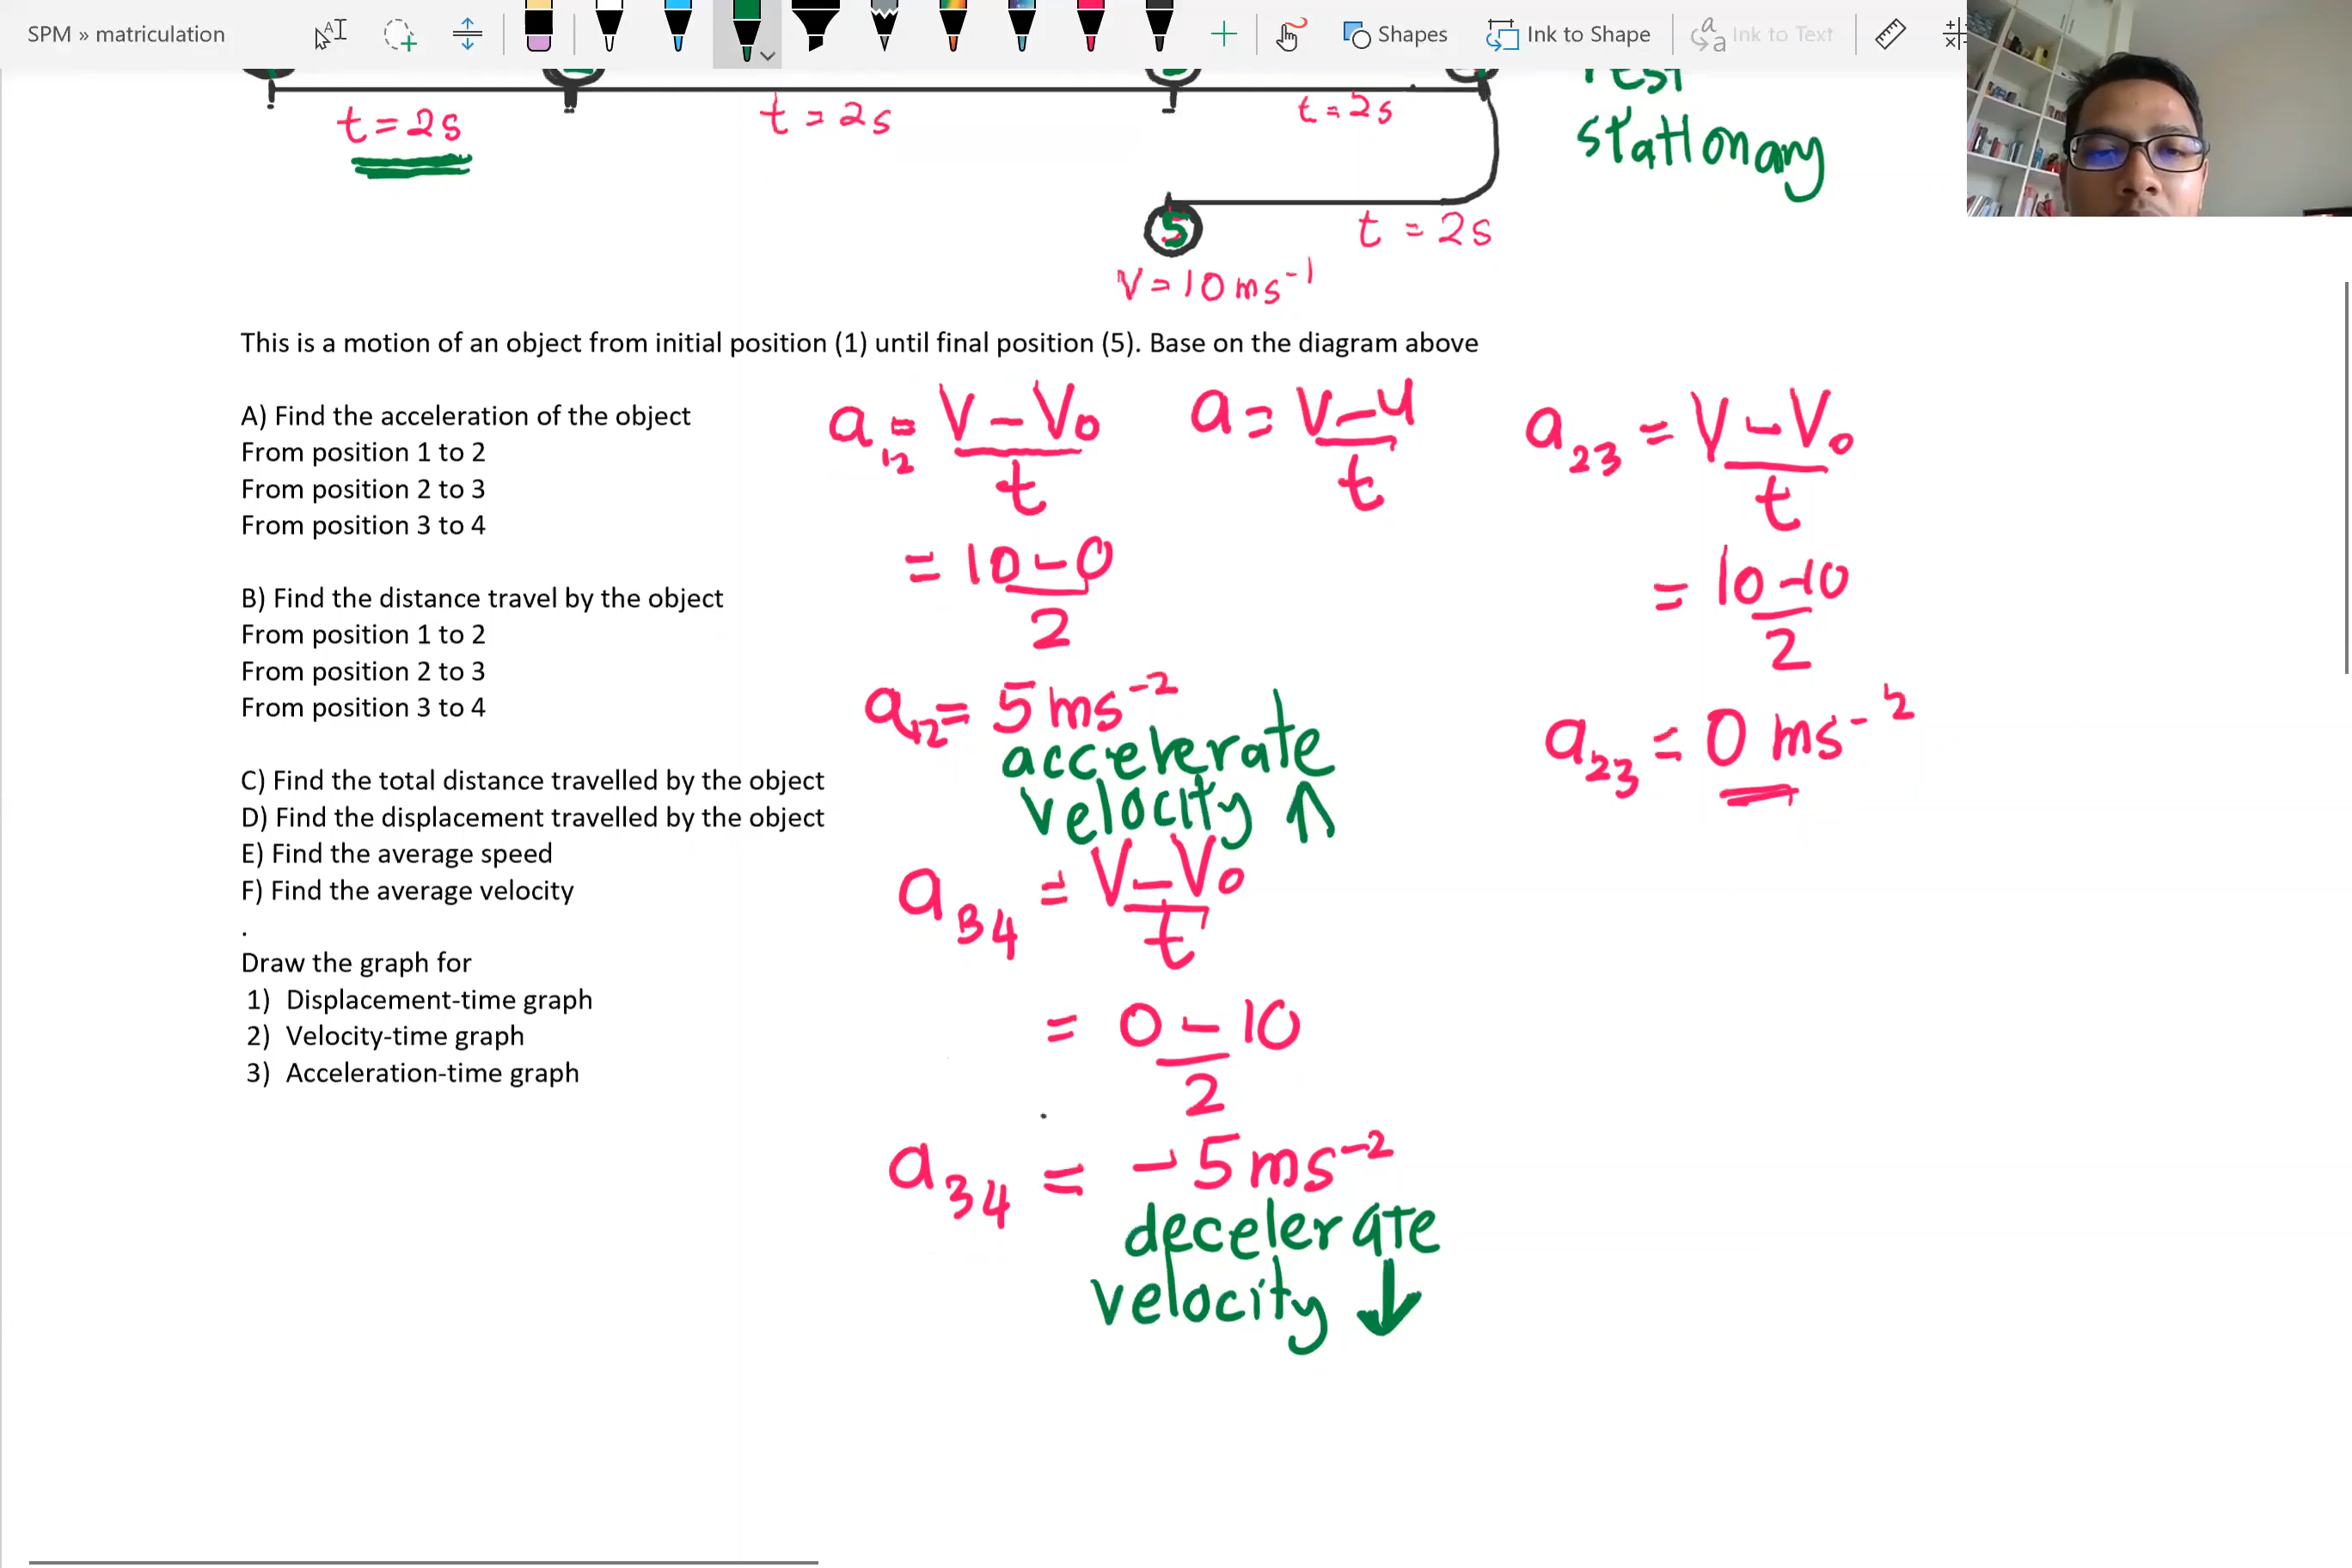 SPM » matriculation
Shapes
Ink to Shape
Ink to Text
rest
stationary
t = 2s
t = 2s
t = 2s
5
t = 2s
V = 10 ms⁻¹
This is a motion of an object from initial position (1) until final position (5). Base on the diagram above
A) Find the acceleration of the object
From position 1 to 2
From position 2 to 3
From position 3 to 4
B) Find the distance travel by the object
From position 1 to 2
From position 2 to 3
From position 3 to 4
C) Find the total distance travelled by the object
D) Find the displacement travelled by the object
E) Find the average speed
F) Find the average velocity
.
Draw the graph for
1) Displacement-time graph
2) Velocity-time graph
3) Acceleration-time graph
a₁₂ = V – V₀
t
= 10 – 0
2
a₁₂ = 5 ms⁻²
accelerate
velocity ↑
a = V – u
t
a₂₃ = V – V₀
t
= 10 – 10
2
a₂₃ = 0 ms⁻²
a₃₄ = V – V₀
t
= 0 – 10
2
a₃₄ = – 5 ms⁻²
decelerate
velocity ↓